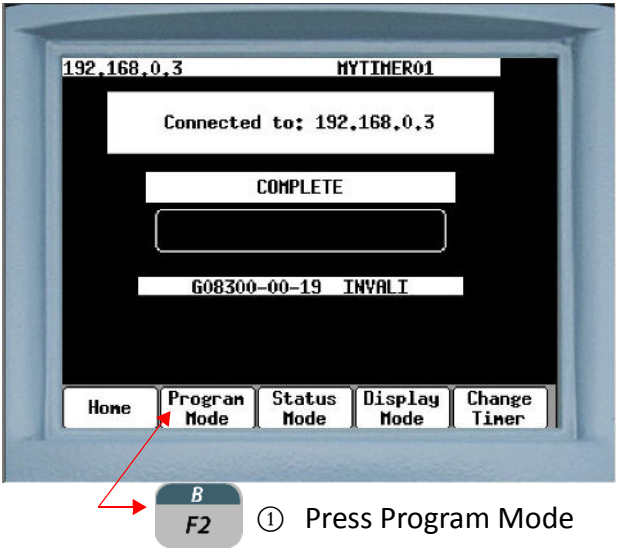 192.168.0.3 MYTIMER01
Connected to: 192.168.0.3
COMPLETE
G08300-00-19 INVALI
Home Program Mode Status Mode Display Mode Change Timer
B
F2
① Press Program Mode